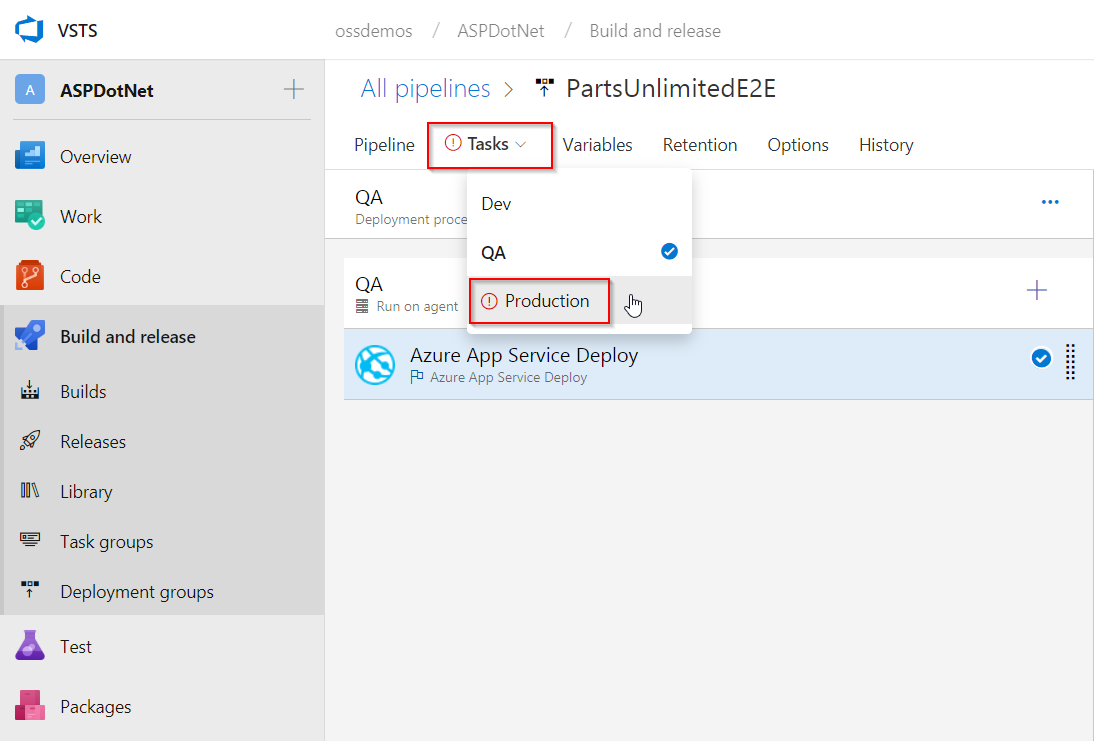 VSTS
ossdemos / ASPDotNet / Build and release
A ASPDotNet
All pipelines > PartsUnlimitedE2E
Pipeline Tasks Variables Retention Options History
Overview
Work
Code
Build and release
Builds
Releases
Library
Task groups
Deployment groups
Test
Packages
QA
Deployment proce
Dev
QA
Production
QA
Run on agent
Azure App Service Deploy
Azure App Service Deploy